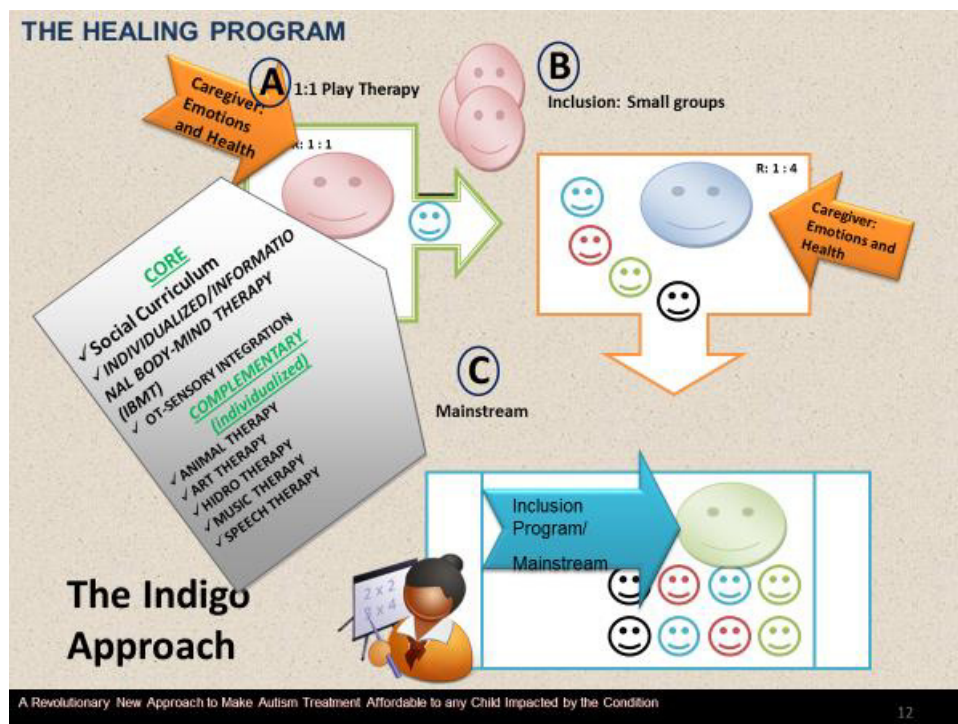 THE HEALING PROGRAM
A
1:1 Play Therapy
B
Inclusion: Small groups
Caregiver:
Emotions
and Health
R: 1 : 1
R: 1 : 4
Caregiver:
Emotions and
Health
CORE
✓Social Curriculum
✓INDIVIDUALIZED/INFORMATIO
NAL BODY-MIND THERAPY
(IBMT)
✓ OT-SENSORY INTEGRATION
COMPLEMENTARY
(individualized)
✓ANIMAL THERAPY
✓ART THERAPY
✓HIDRO THERAPY
✓MUSIC THERAPY
✓SPEECH THERAPY
C
Mainstream
Inclusion
Program/
Mainstream
2 x 2
x 4
The Indigo
Approach
A Revolutionary New Approach to Make Autism Treatment Affordable to any Child Impacted by the Condition
12